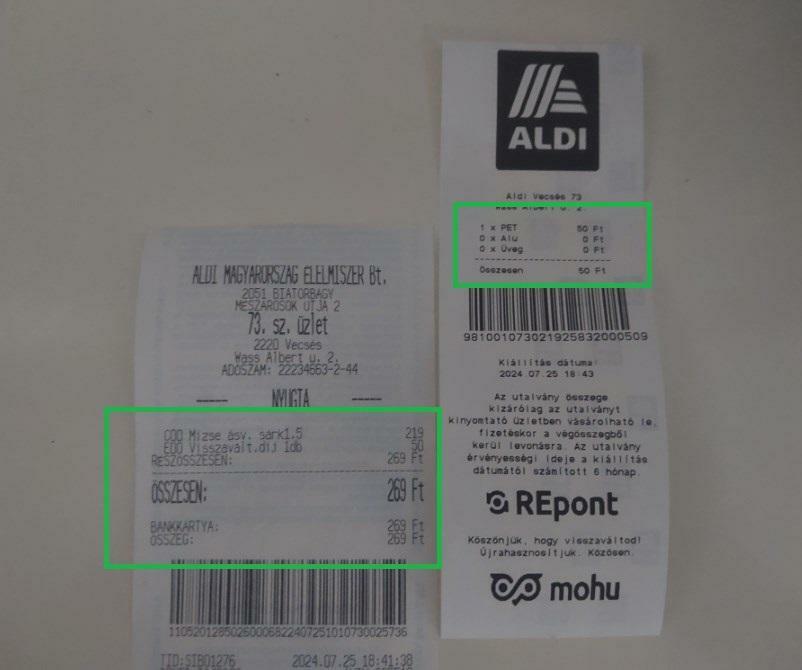 ALDI MAGYARORSZÁG ÉLELMISZER Bt.
2051 BIATORBÁGY
MÉSZÁROSOK ÚTJA 2
73. sz. üzlet
2220 Vecsés
Wass Albert u. 2.
ADÓSZÁM: 22234663-2-44
NYUGTA
C00 Mizse ásv. sárk1.5 219
E00 Visszavált.díj 1db 50
RÉSZÖSSZESEN: 269 Ft
ÖSSZESEN: 269 Ft
BANKKÁRTYA: 269 Ft
ÖSSZEG: 269 Ft
2024.07.25 18:41:38
ALDI
Aldi Vecsés 73
Wass Albert u. 2.
1 x PET 50 Ft
0 x Alu 0 Ft
0 x Üveg 0 Ft
Összesen 50 Ft
9810010730219258320000509
Kiállítás dátuma:
2024.07.25 18:43
Az utalvány összege
kizárólag az utalványt
kinyomtató üzletben vásárolható le,
fizetéskor a végösszegből
kerül levonásra. Az utalvány
érvényességi ideje a kiállítás
dátumától számított 6 hónap.
REpont
Köszönjük, hogy visszaváltod!
Újrahasznosítjuk. Közösen.
mohu